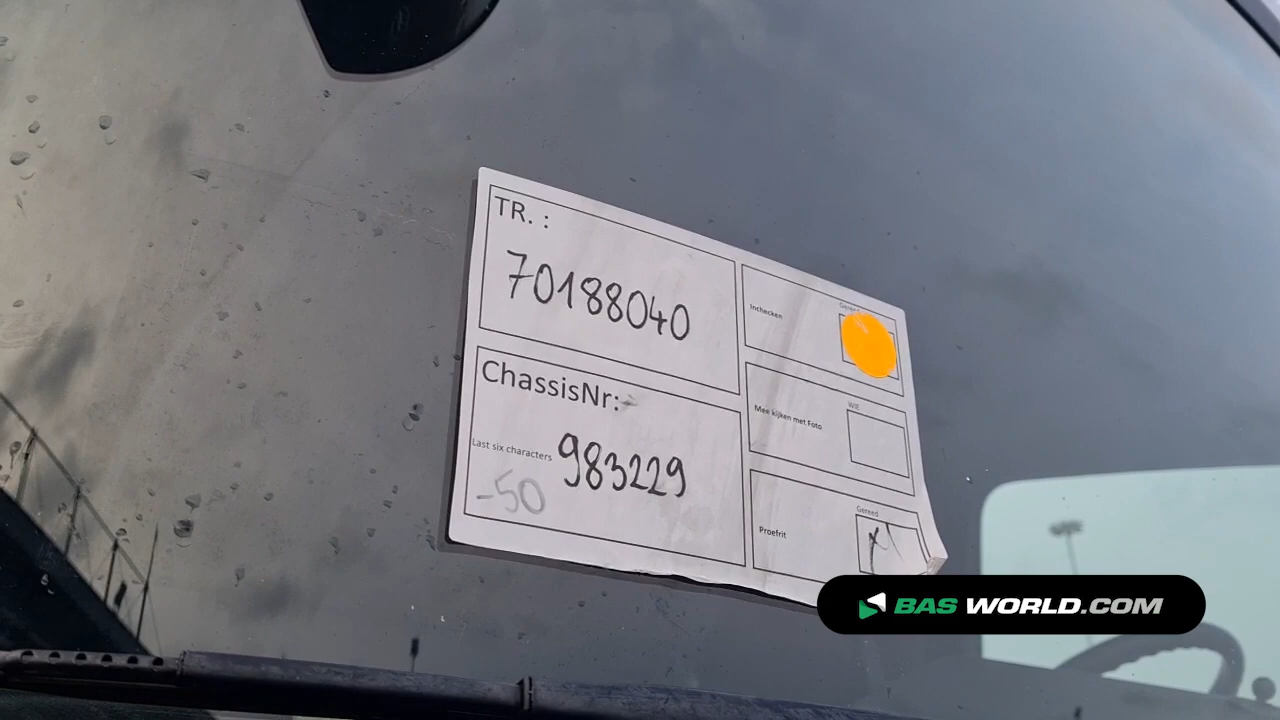 TR. :
70188040
ChassisNr:
Last six characters 983229
-50
Inchecken
Gereed
Mee kijken met Foto
Wie
Proefrit
Gereed
BAS WORLD.COM